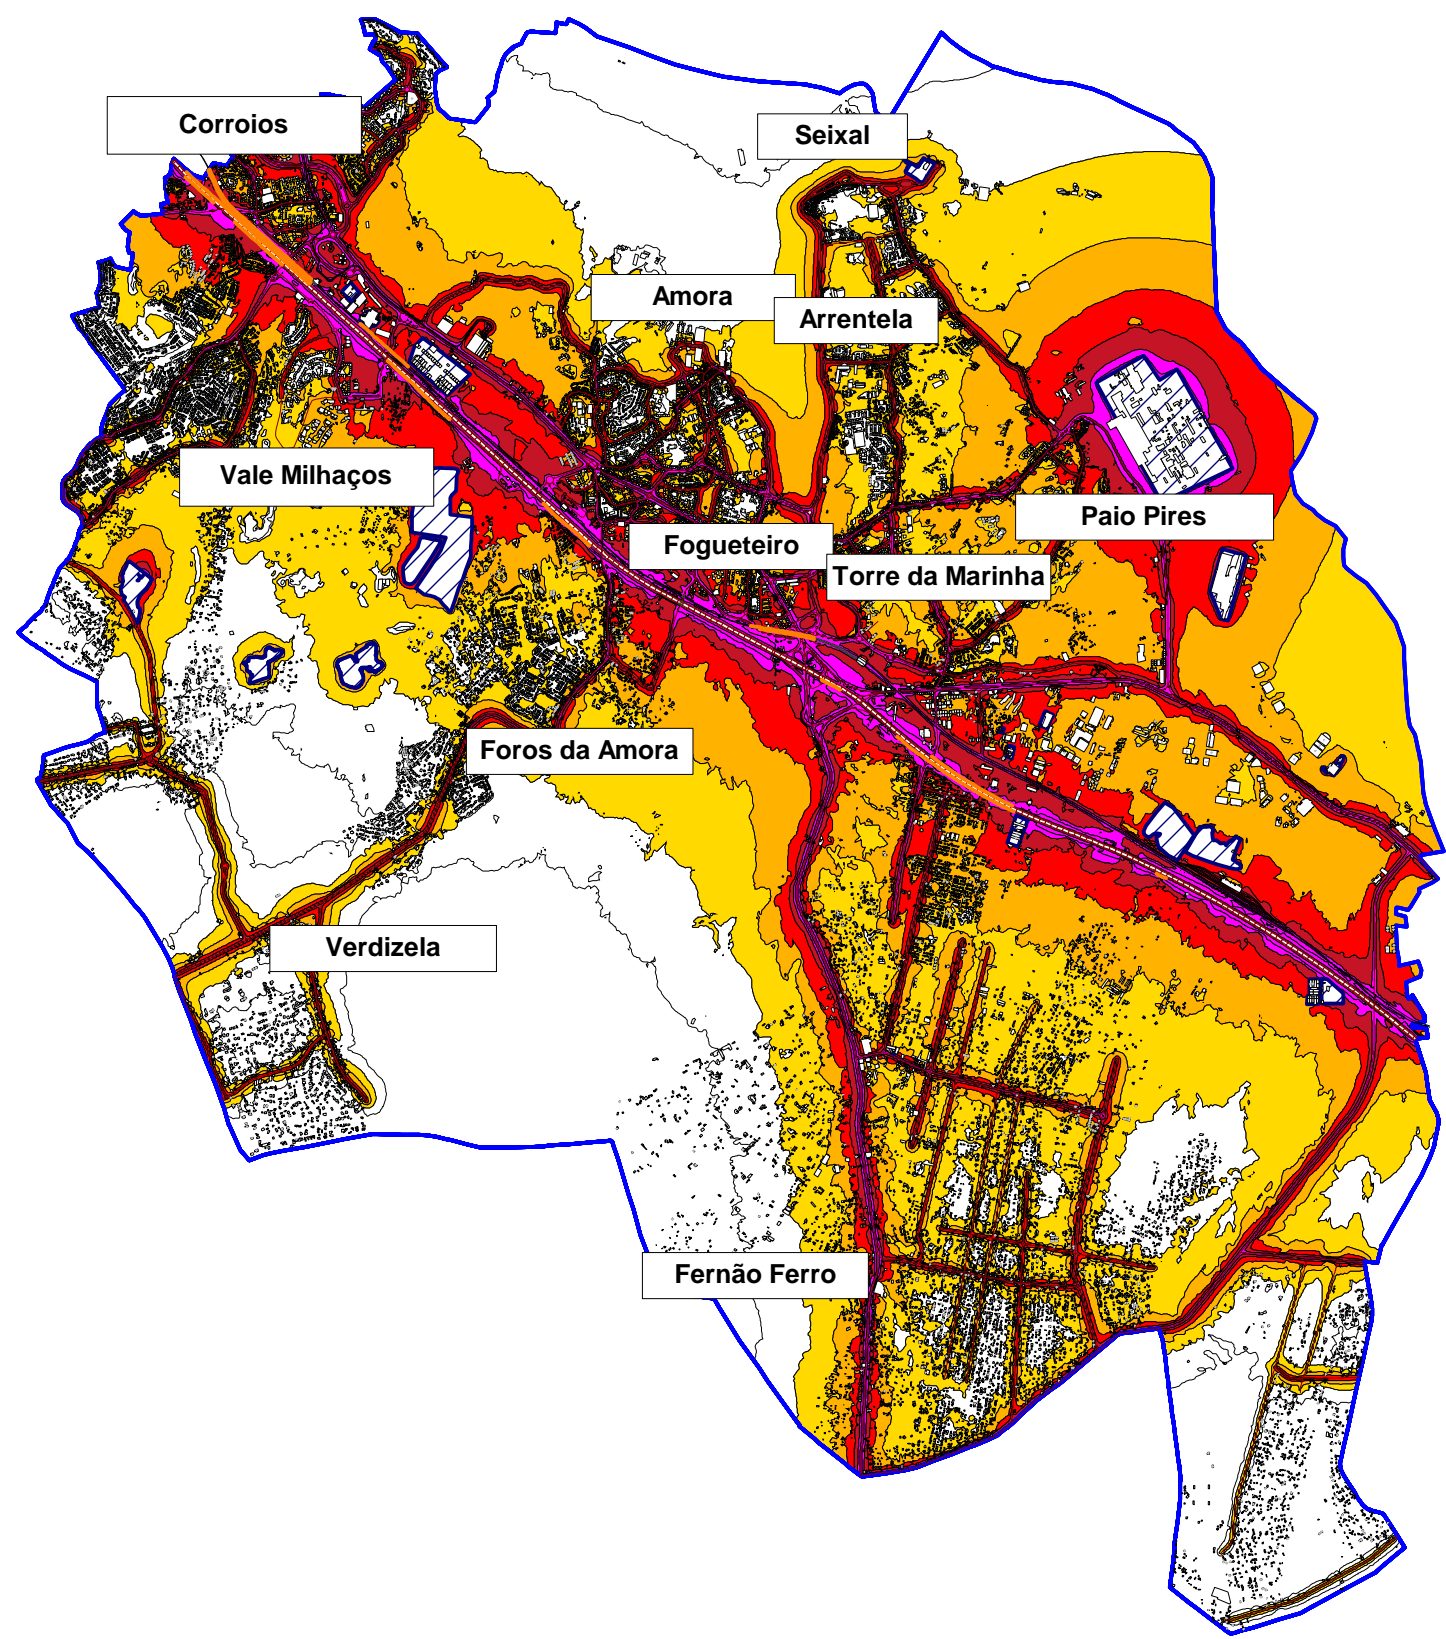 Corroios
Seixal
Amora
Arrentela
Vale Milhaços
Paio Pires
Fogueteiro
Torre da Marinha
Foros da Amora
Verdizela
Fernão Ferro